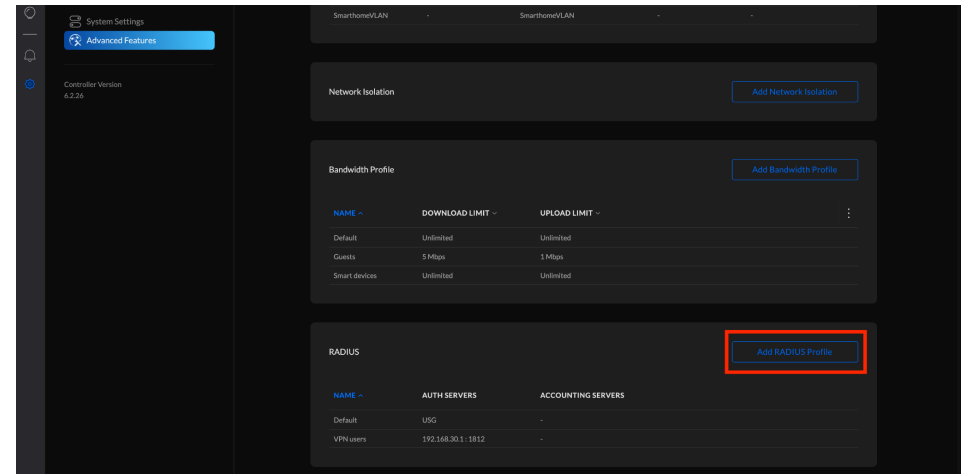 SmarthomeVLAN - SmarthomeVLAN - -
System Settings
Advanced Features
Controller Version
6.2.26
Network Isolation Add Network Isolation
Bandwidth Profile Add Bandwidth Profile
NAME DOWNLOAD LIMIT UPLOAD LIMIT
Default Unlimited Unlimited
Guests 5 Mbps 1 Mbps
Smart devices Unlimited Unlimited
RADIUS Add RADIUS Profile
NAME AUTH SERVERS ACCOUNTING SERVERS
Default USG -
VPN users 192.168.30.1 : 1812 -